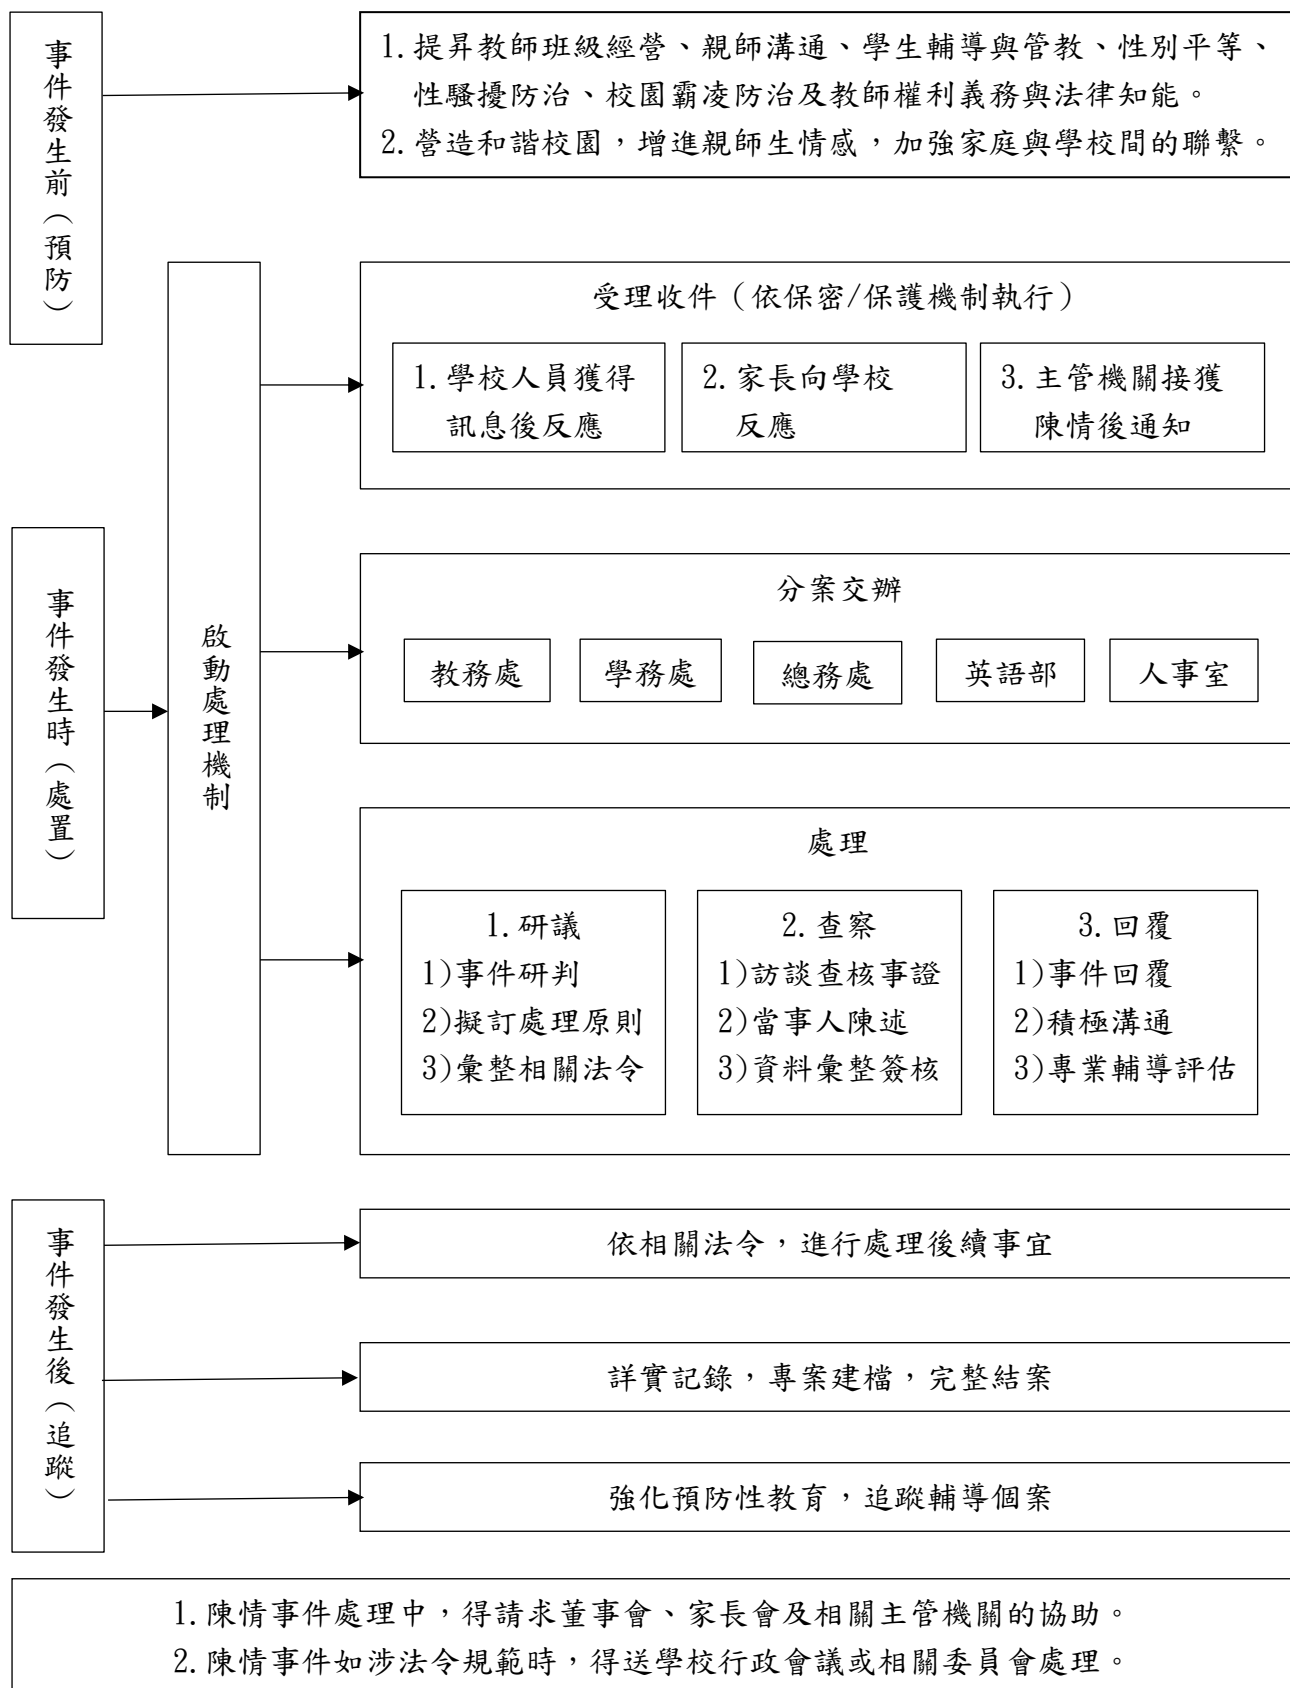 事件發生前（預防）
1.提昇教師班級經營、親師溝通、學生輔導與管教、性別平等、
性騷擾防治、校園霸凌防治及教師權利義務與法律知能。
2.營造和諧校園，增進親師生情感，加強家庭與學校間的聯繫。
事件發生時（處置）
啟動處理機制
受理收件（依保密/保護機制執行）
1.學校人員獲得
訊息後反應
2.家長向學校
反應
3.主管機關接獲
陳情後通知
分案交辦
教務處
學務處
總務處
英語部
人事室
處理
1.研議
1)事件研判
2)擬訂處理原則
3)彙整相關法令
2.查察
1)訪談查核事證
2)當事人陳述
3)資料彙整簽核
3.回覆
1)事件回覆
2)積極溝通
3)專業輔導評估
事件發生後（追蹤）
依相關法令，進行處理後續事宜
詳實記錄，專案建檔，完整結案
強化預防性教育，追蹤輔導個案
1.陳情事件處理中，得請求董事會、家長會及相關主管機關的協助。
2.陳情事件如涉法令規範時，得送學校行政會議或相關委員會處理。